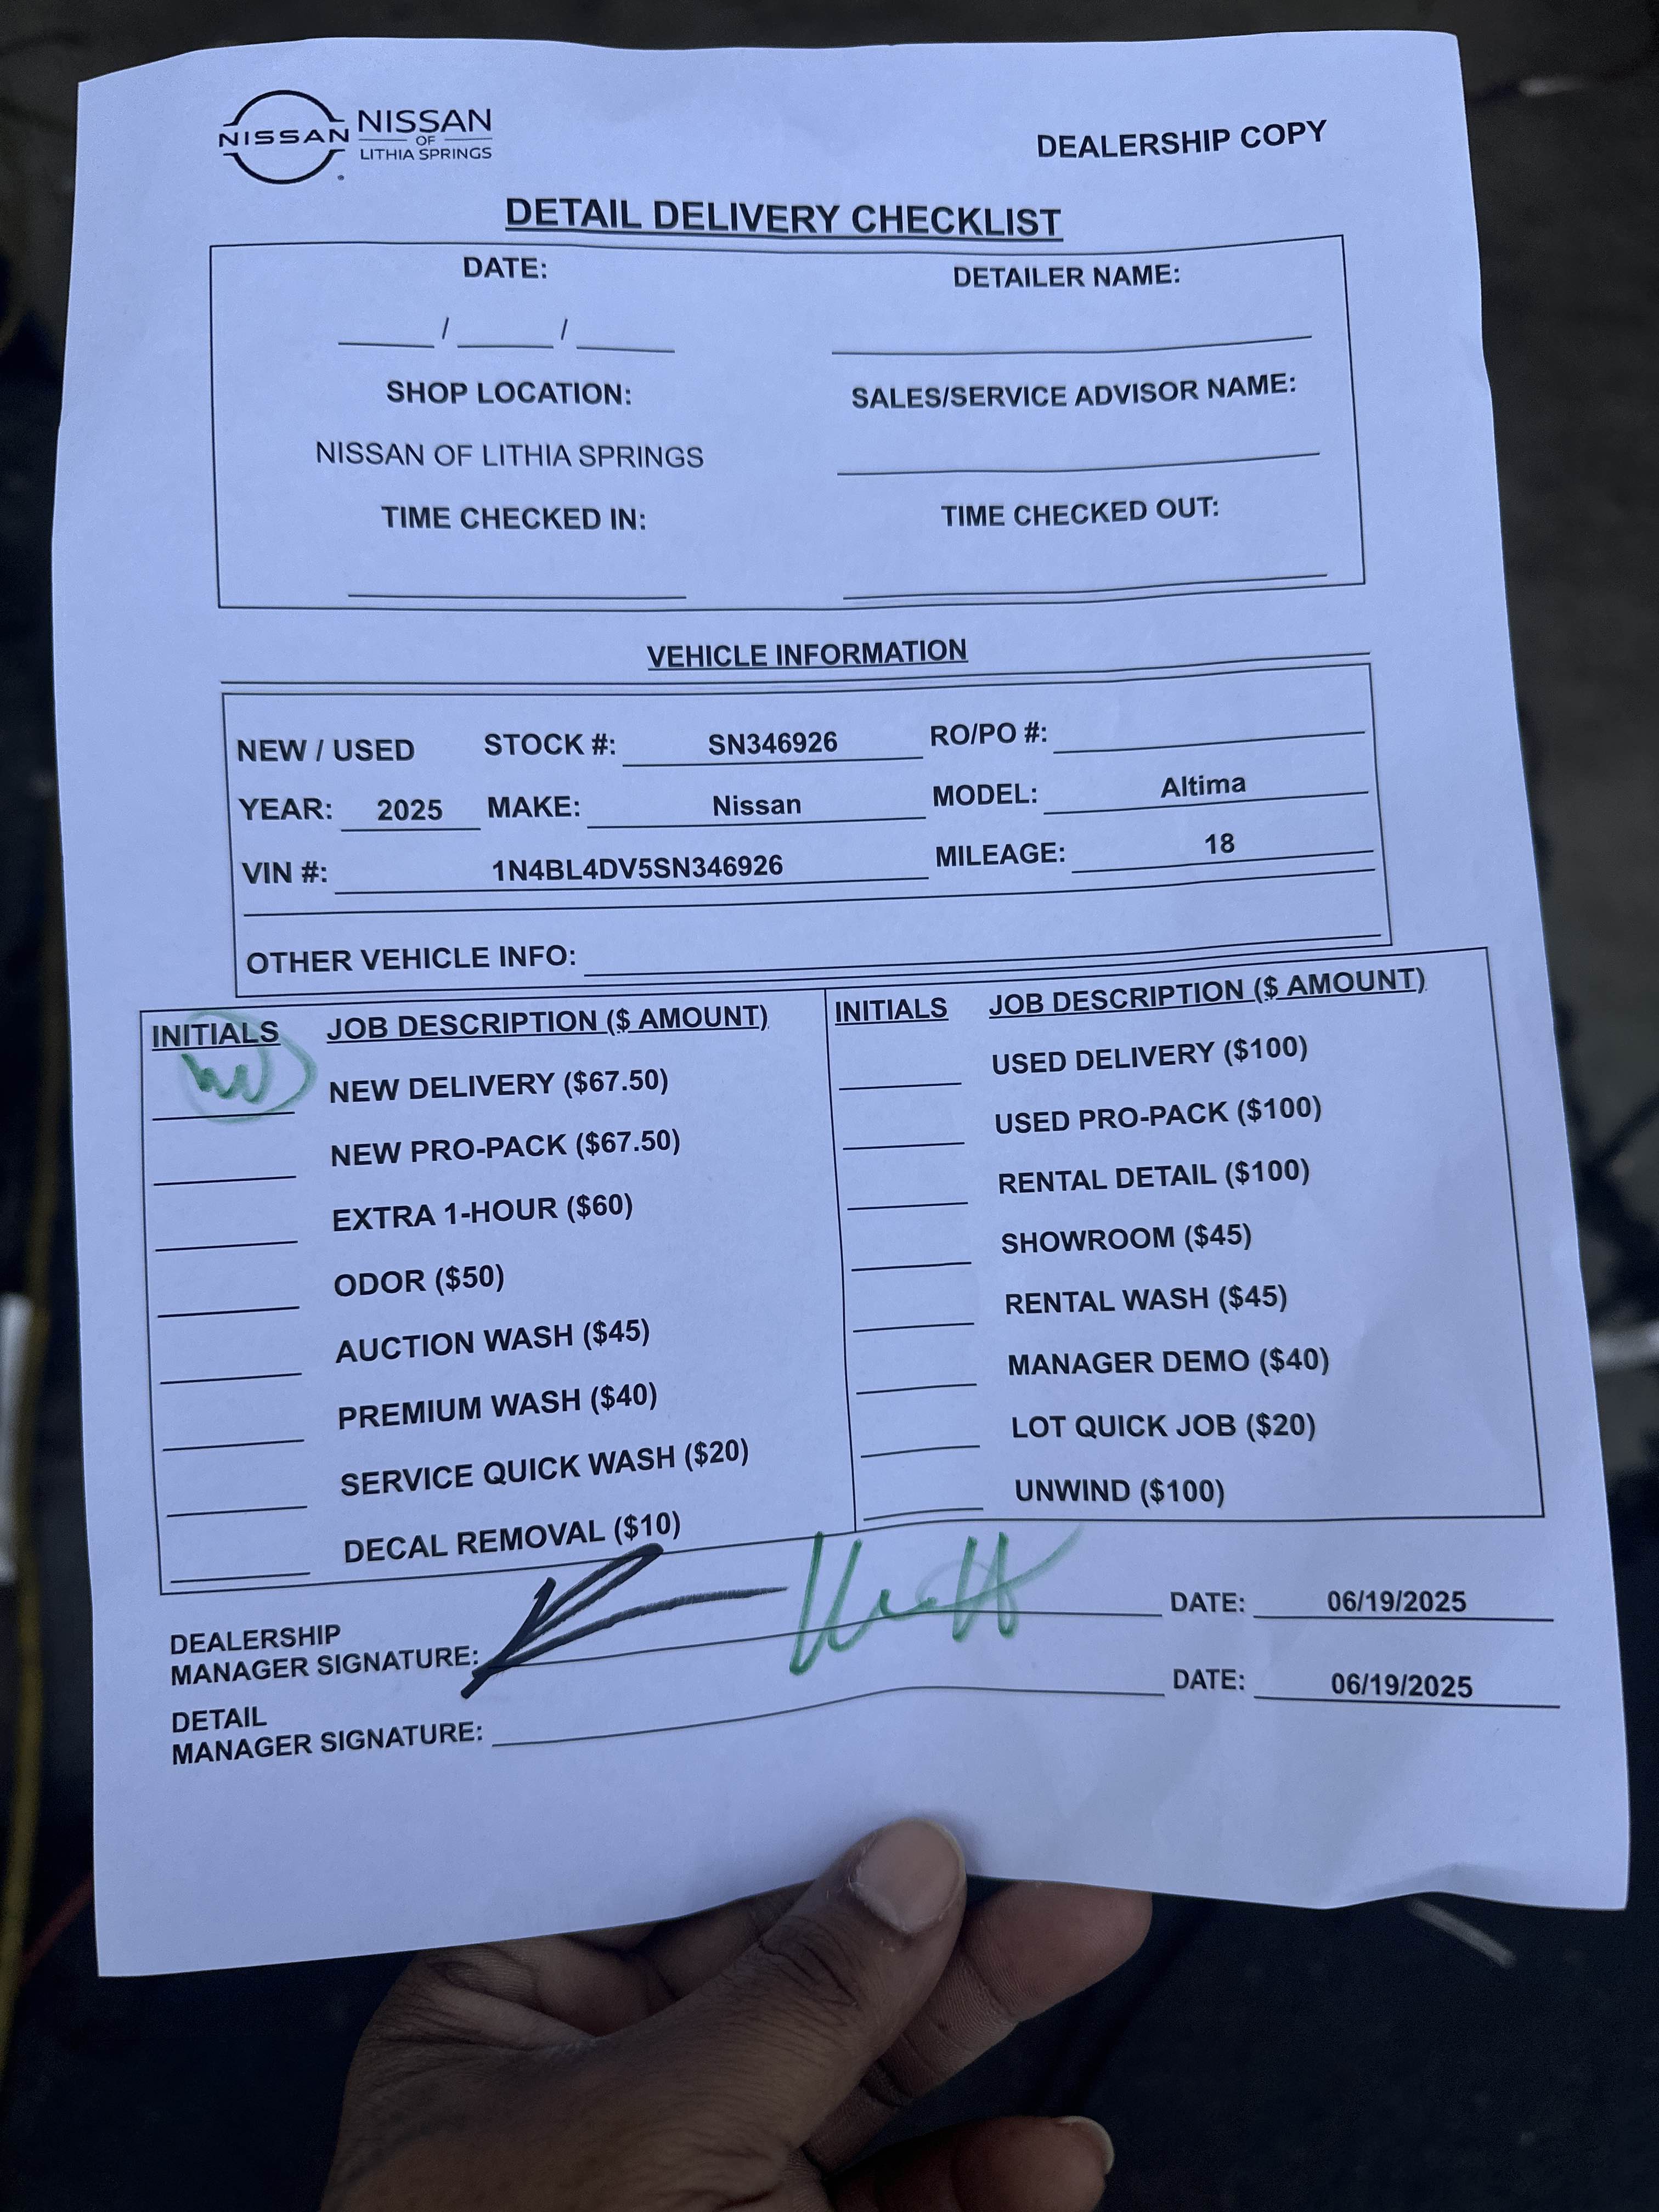 NISSAN
NISSAN
OF
LITHIA SPRINGS
DEALERSHIP COPY
DETAIL DELIVERY CHECKLIST
DATE:
DETAILER NAME:
/ /
SHOP LOCATION:
SALES/SERVICE ADVISOR NAME:
NISSAN OF LITHIA SPRINGS
TIME CHECKED IN:
TIME CHECKED OUT:
VEHICLE INFORMATION
NEW / USED STOCK #: SN346926 RO/PO #:
YEAR: 2025 MAKE: Nissan MODEL: Altima
VIN #: 1N4BL4DV5SN346926 MILEAGE: 18
OTHER VEHICLE INFO:
INITIALS JOB DESCRIPTION ($ AMOUNT)
NEW DELIVERY ($67.50)
NEW PRO-PACK ($67.50)
EXTRA 1-HOUR ($60)
ODOR ($50)
AUCTION WASH ($45)
PREMIUM WASH ($40)
SERVICE QUICK WASH ($20)
DECAL REMOVAL ($10)
INITIALS JOB DESCRIPTION ($ AMOUNT)
USED DELIVERY ($100)
USED PRO-PACK ($100)
RENTAL DETAIL ($100)
SHOWROOM ($45)
RENTAL WASH ($45)
MANAGER DEMO ($40)
LOT QUICK JOB ($20)
UNWIND ($100)
DEALERSHIP
MANAGER SIGNATURE: DATE: 06/19/2025
DETAIL
MANAGER SIGNATURE: DATE: 06/19/2025